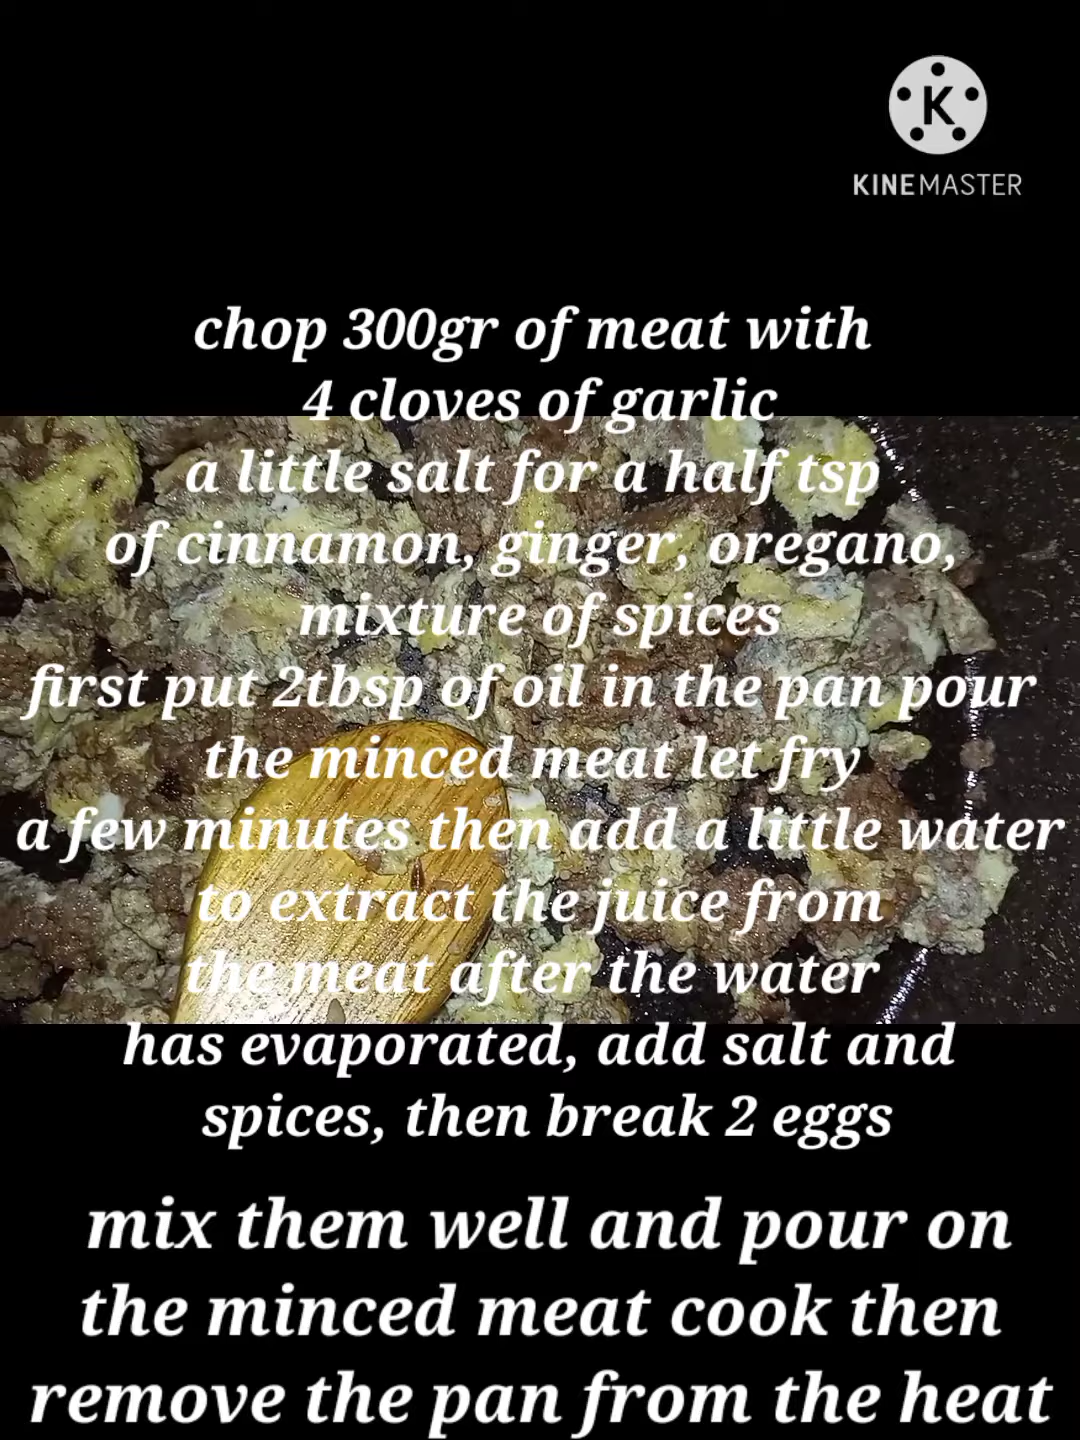 K
KINEMASTER
chop 300gr of meat with
4 cloves of garlic
a little salt for a half tsp
of cinnamon, ginger, oregano,
mixture of spices
first put 2tbsp of oil in the pan pour
the minced meat let fry
a few minutes then add a little water
to extract the juice from
the meat after the water
has evaporated, add salt and
spices, then break 2 eggs
mix them well and pour on
the minced meat cook then
remove the pan from the heat